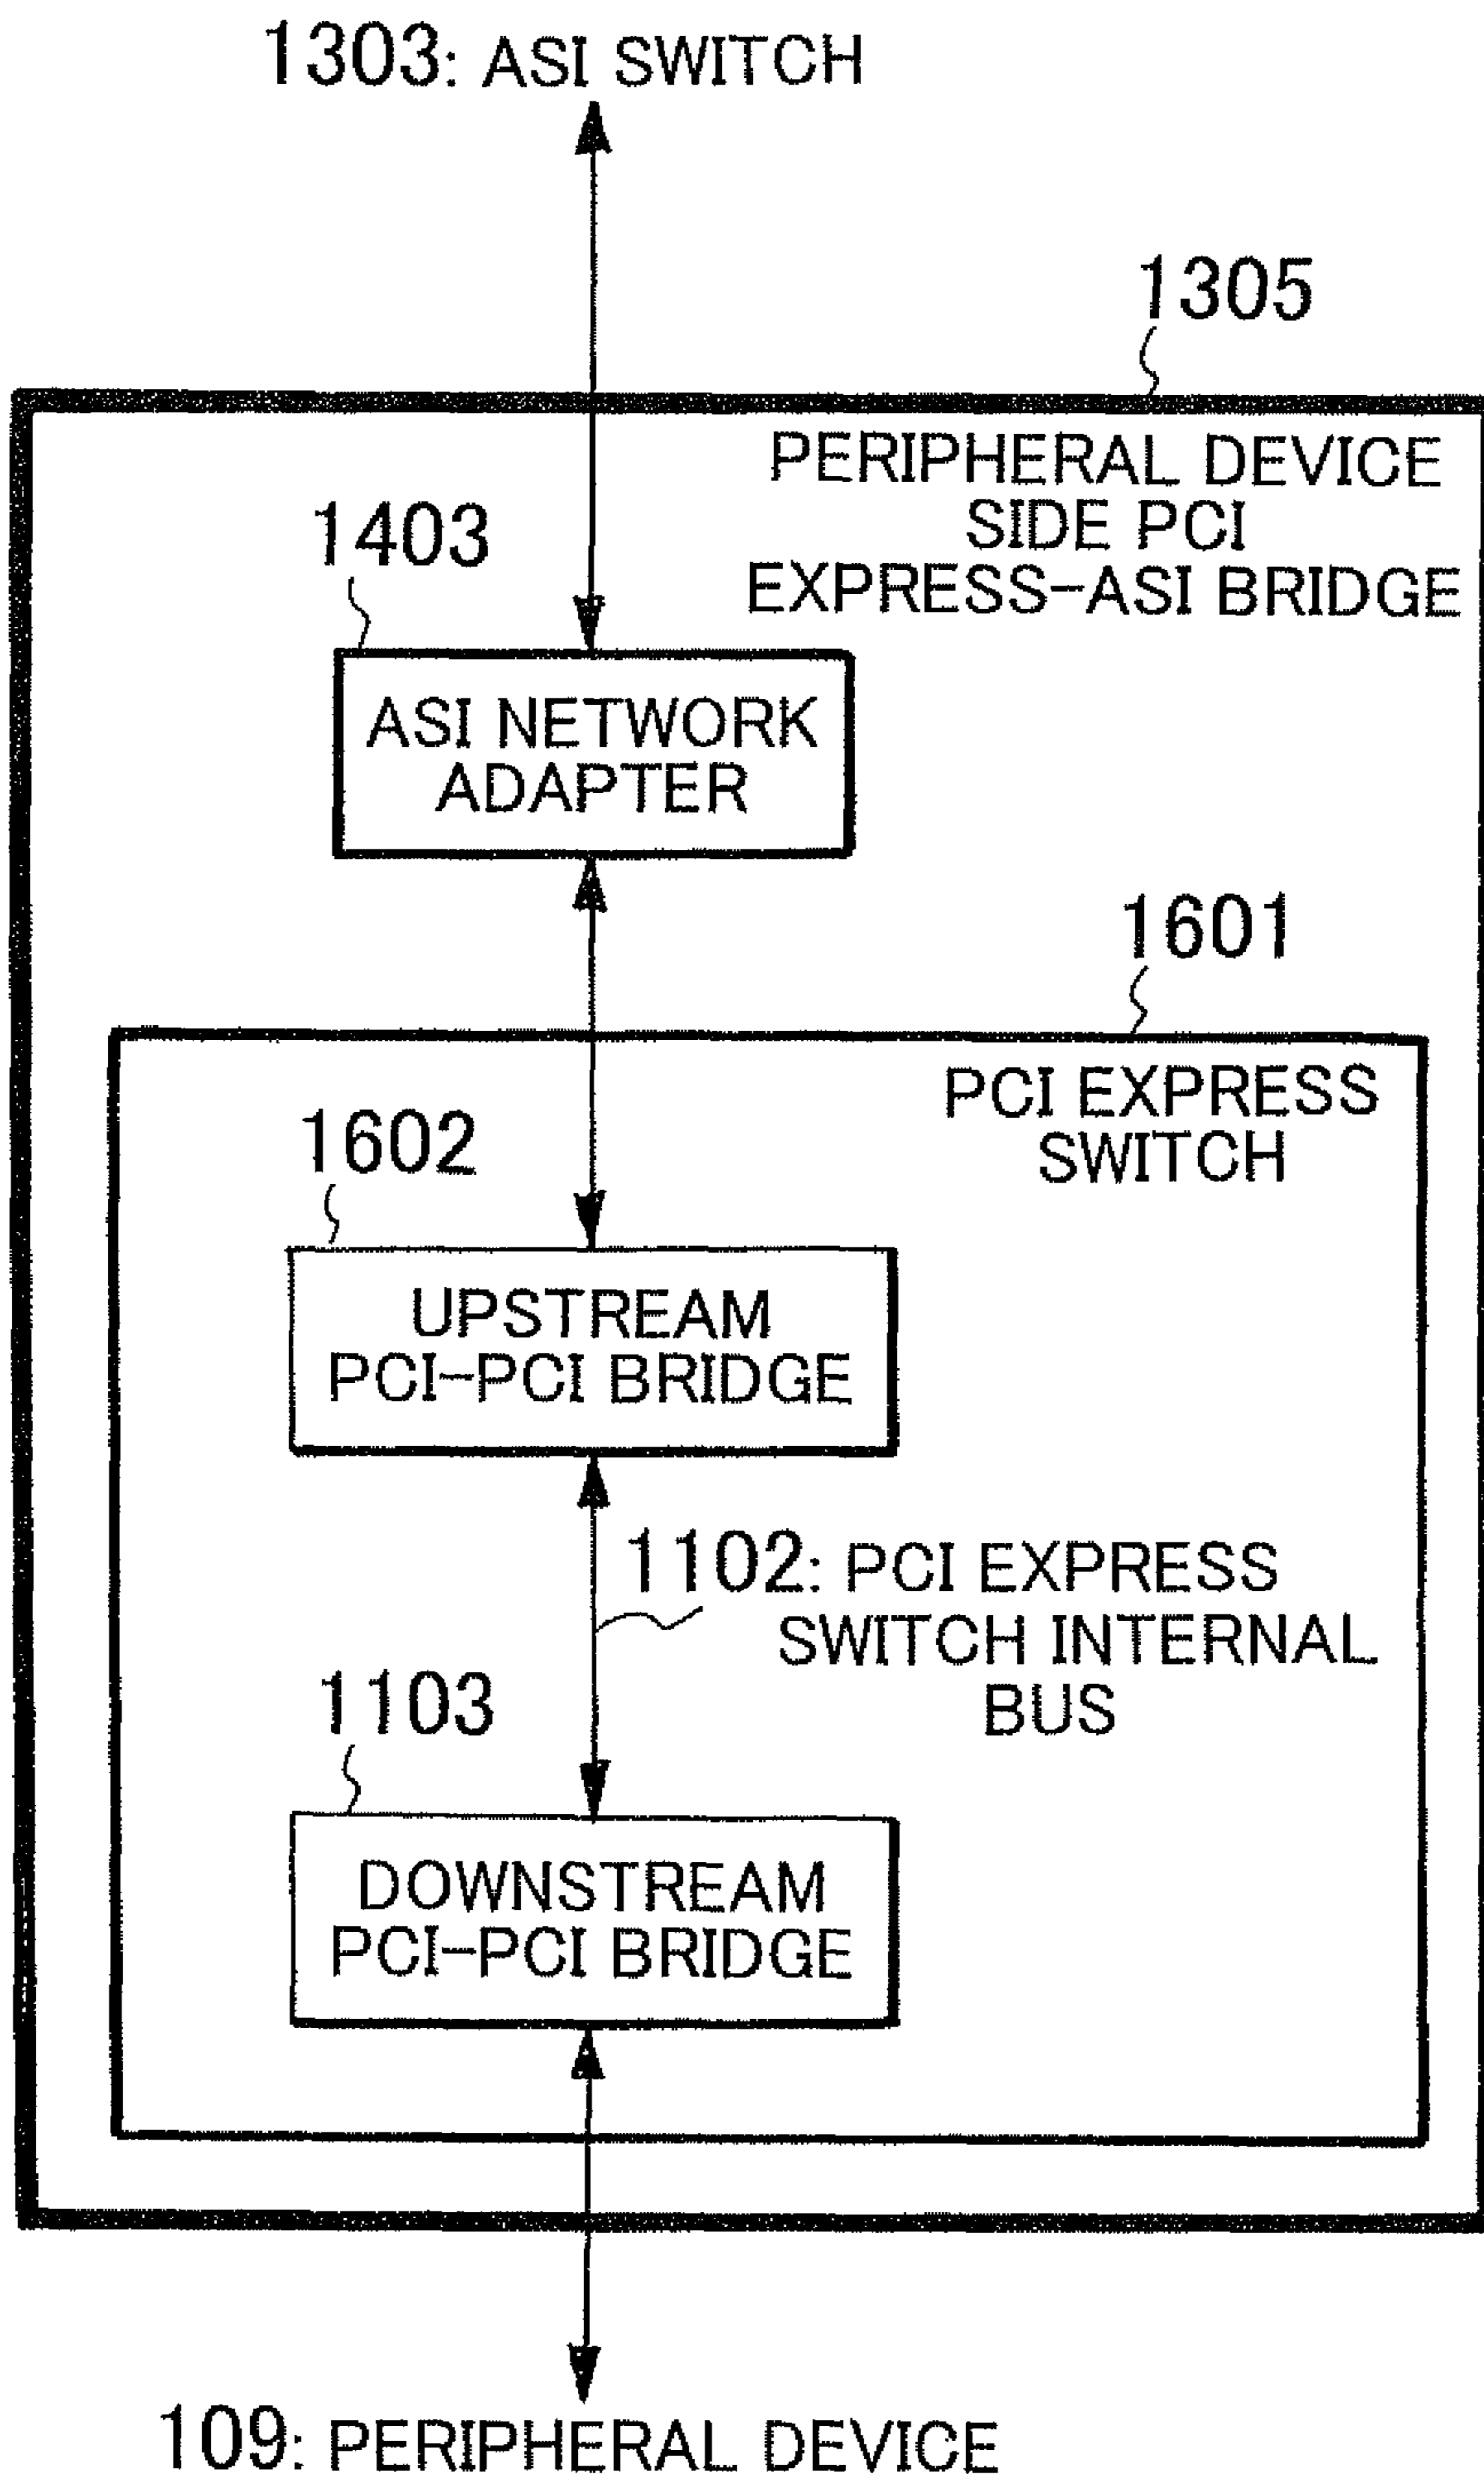 1303: ASI SWITCH
1305
PERIPHERAL DEVICE
SIDE PCI
EXPRESS-ASI BRIDGE
1403
ASI NETWORK
ADAPTER
1601
PCI EXPRESS
SWITCH
1602
UPSTREAM
PCI-PCI BRIDGE
1102: PCI EXPRESS
SWITCH INTERNAL
BUS
1103
DOWNSTREAM
PCI-PCI BRIDGE
109: PERIPHERAL DEVICE